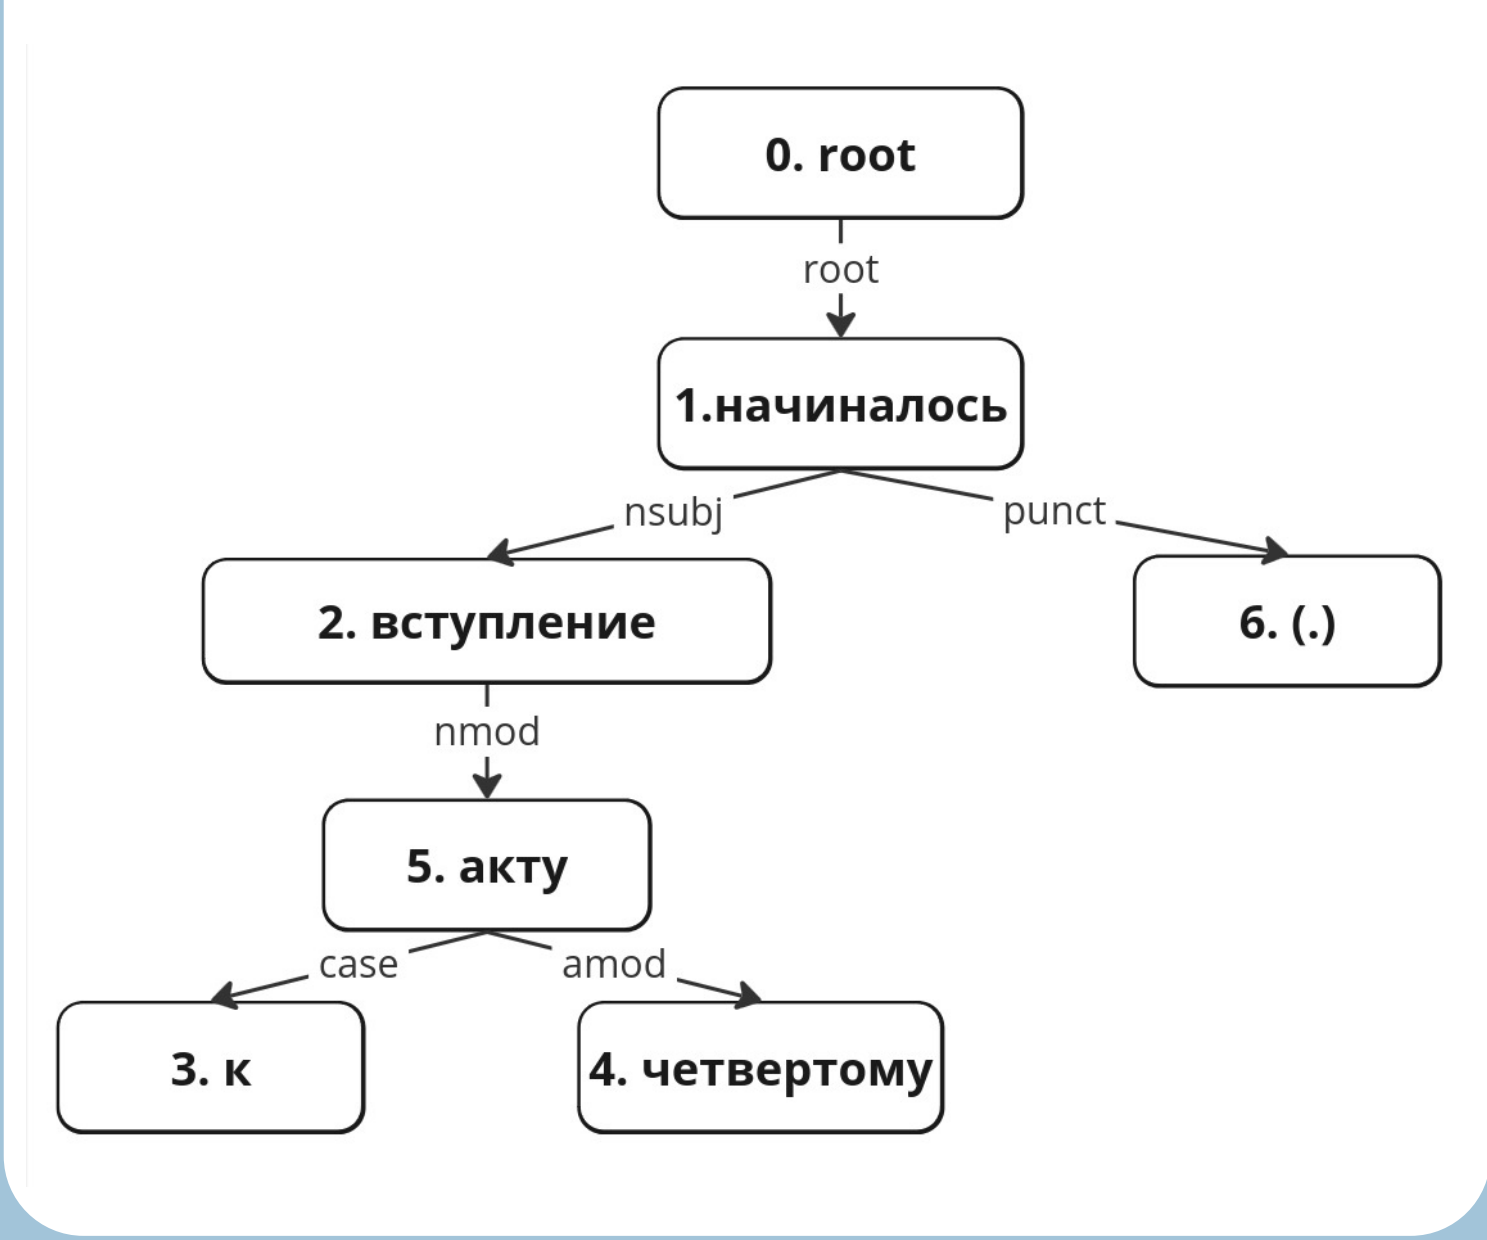 0. root
root
1.начиналось
nsubj
punct
2. вступление
6. (.)
nmod
5. акту
case
amod
3. к
4. четвертому